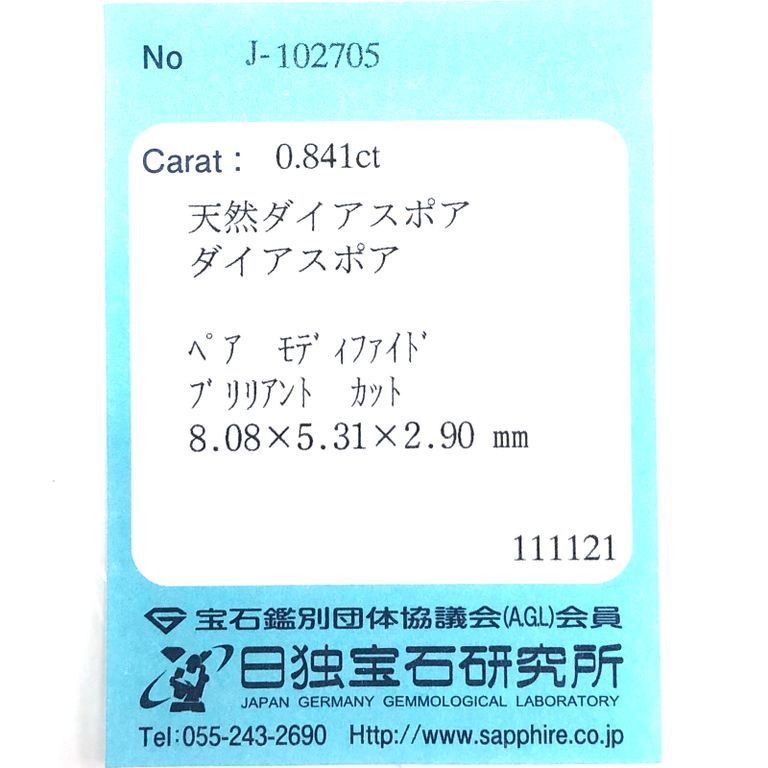 No J-102705
Carat : 0.841ct
天然ダイアスポア
ダイアスポア
ﾍﾟｱ ﾓﾃﾞｨﾌｧｲﾄﾞ
ﾌﾞﾘﾘｱﾝﾄ ｶｯﾄ
8.08×5.31×2.90 mm
111121
宝石鑑別団体協議会(A.G.L)会員
日独宝石研究所
JAPAN GERMANY GEMMOLOGICAL LABORATORY
Tel:055-243-2690 Http://www.sapphire.co.jp